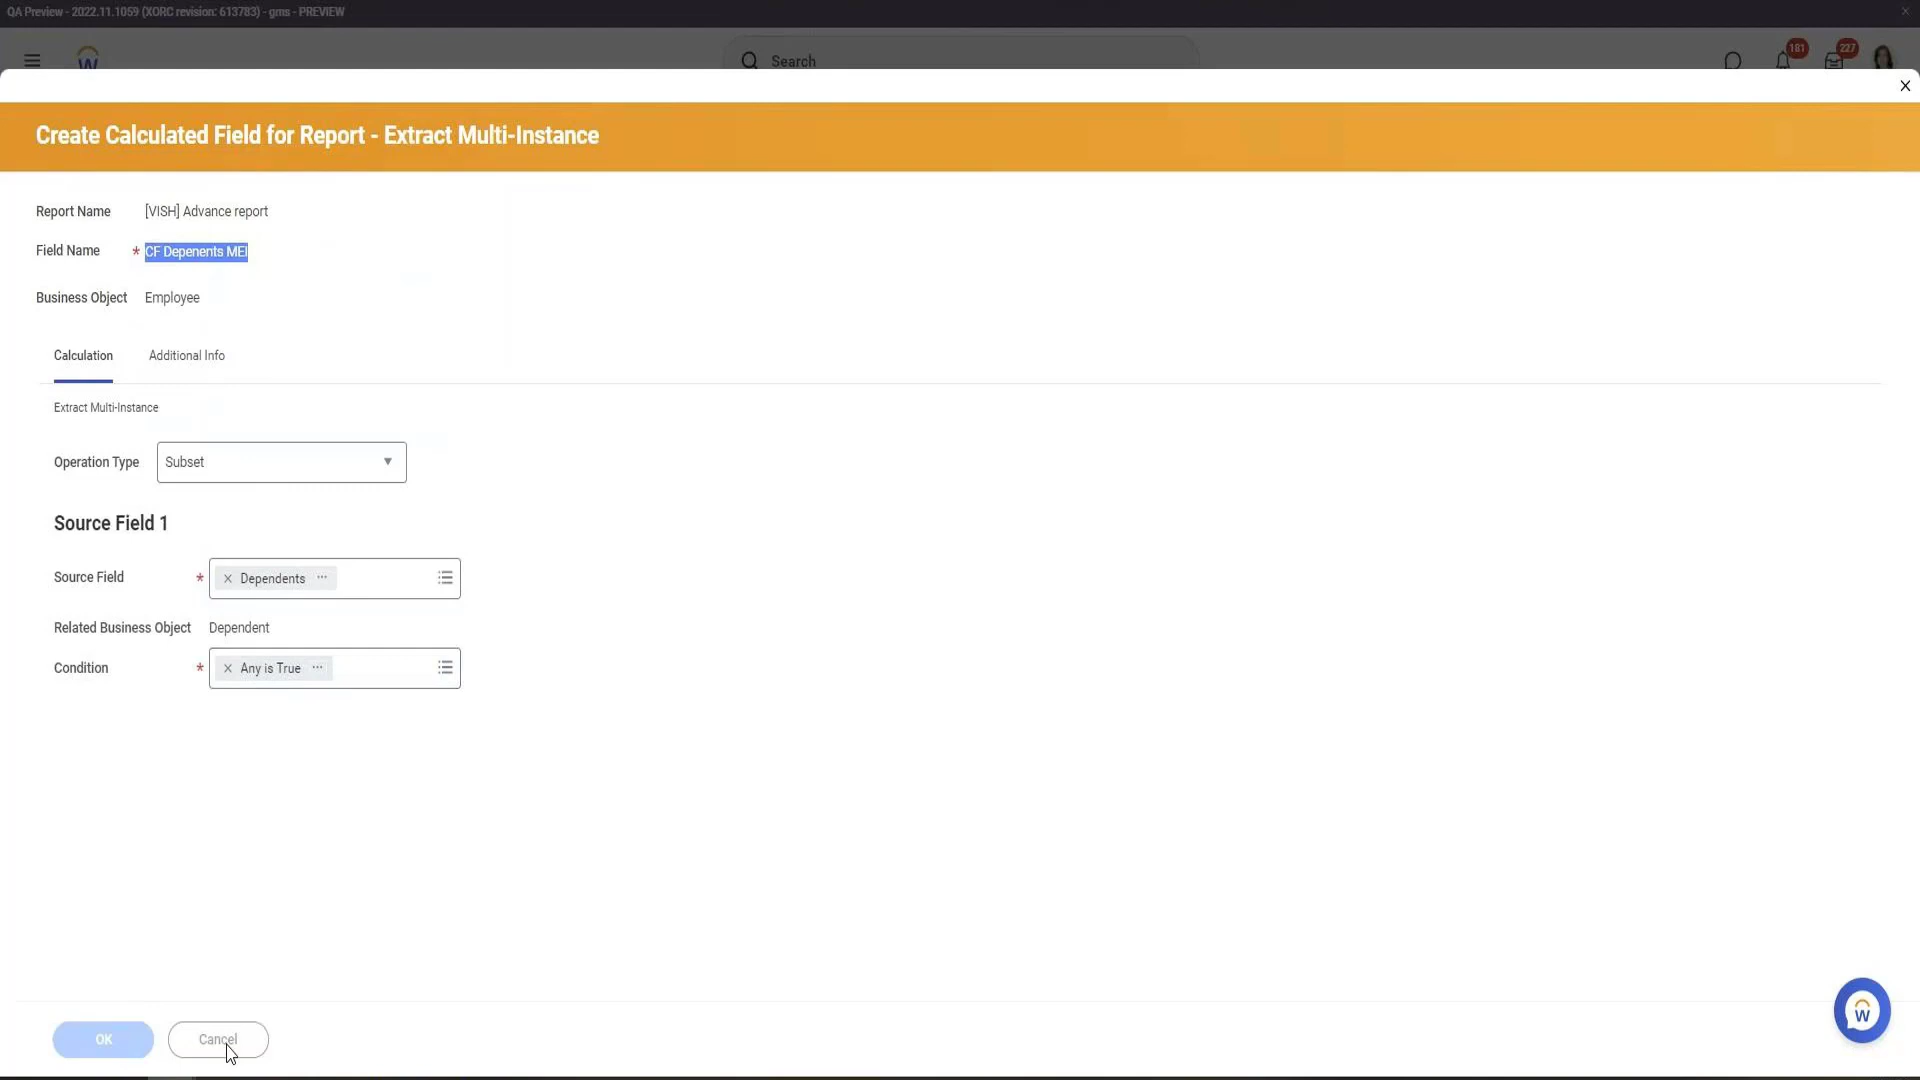 QA Preview - 2022.11.1059 (XORC revision: 613783) - gms - PREVIEW
Search
181
227
Create Calculated Field for Report - Extract Multi-Instance
Report Name [VISH] Advance report
Field Name * CF Depenents MEI
Business Object Employee
Calculation Additional Info
Extract Multi-Instance
Operation Type Subset
Source Field 1
Source Field * Dependents
Related Business Object Dependent
Condition * Any is True
OK Cancel